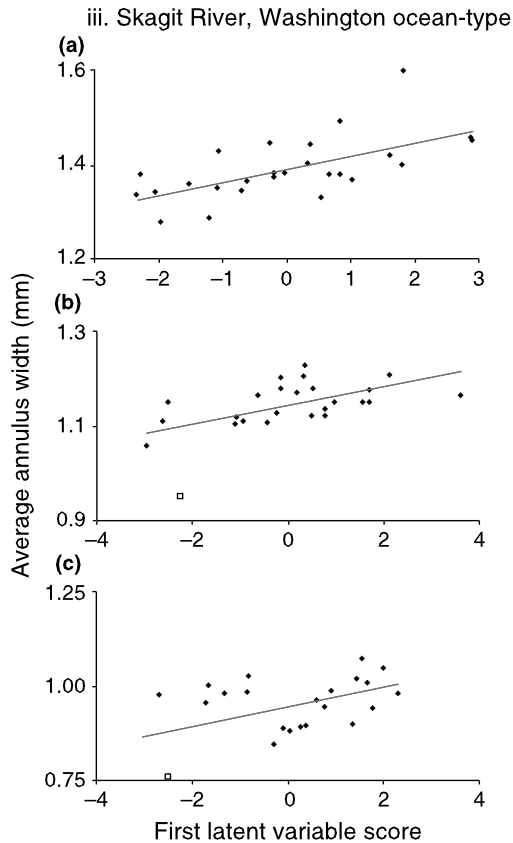 iii. Skagit River, Washington ocean-type
(a)
1.6
1.4
1.2
−3 −2 −1 0 1 2 3
(b)
1.3
1.1
0.9
−4 −2 0 2 4
Average annulus width (mm)
(c)
1.25
1.00
0.75
−4 −2 0 2 4
First latent variable score